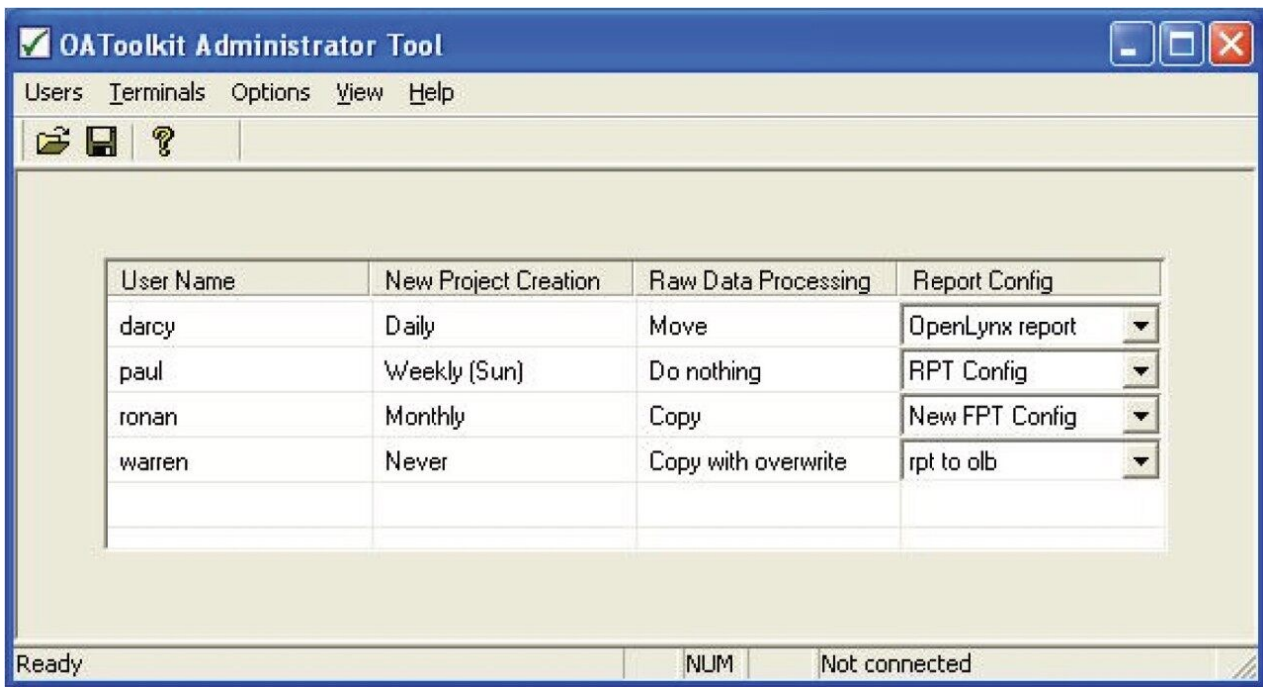 OAToolkit Administrator Tool
Users Terminals Options View Help
User Name New Project Creation Raw Data Processing Report Config
darcy Daily Move OpenLynx report
paul Weekly (Sun) Do nothing RPT Config
ronan Monthly Copy New FPT Config
warren Never Copy with overwrite rpt to olb
Ready NUM Not connected